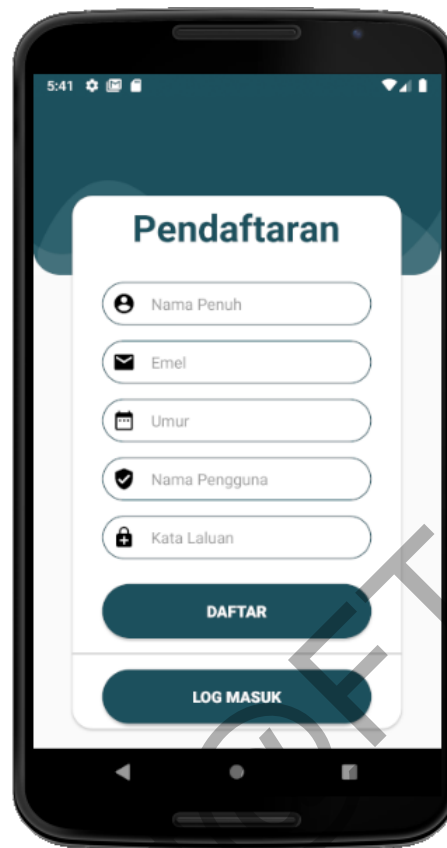 5:41
Pendaftaran
Nama Penuh
Emel
Umur
Nama Pengguna
Kata Laluan
DAFTAR
LOG MASUK